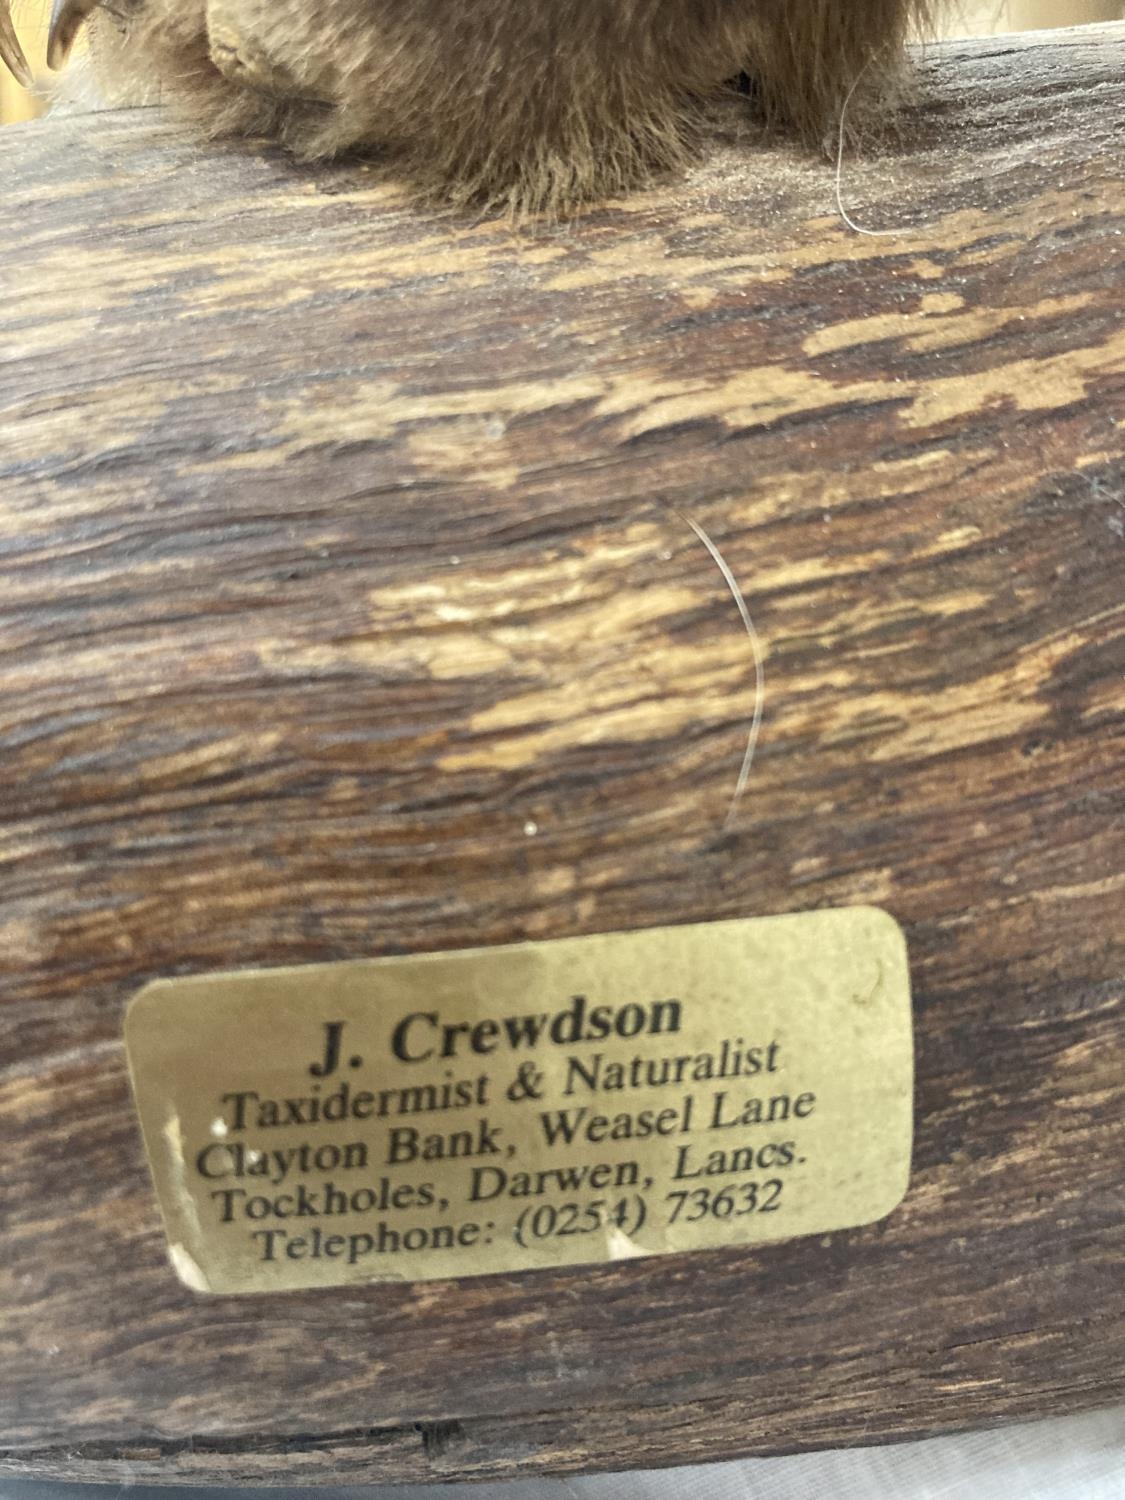 J. Crewdson
Taxidermist & Naturalist
Clayton Bank, Weasel Lane
Tockholes, Darwen, Lancs.
Telephone: (0254) 73632